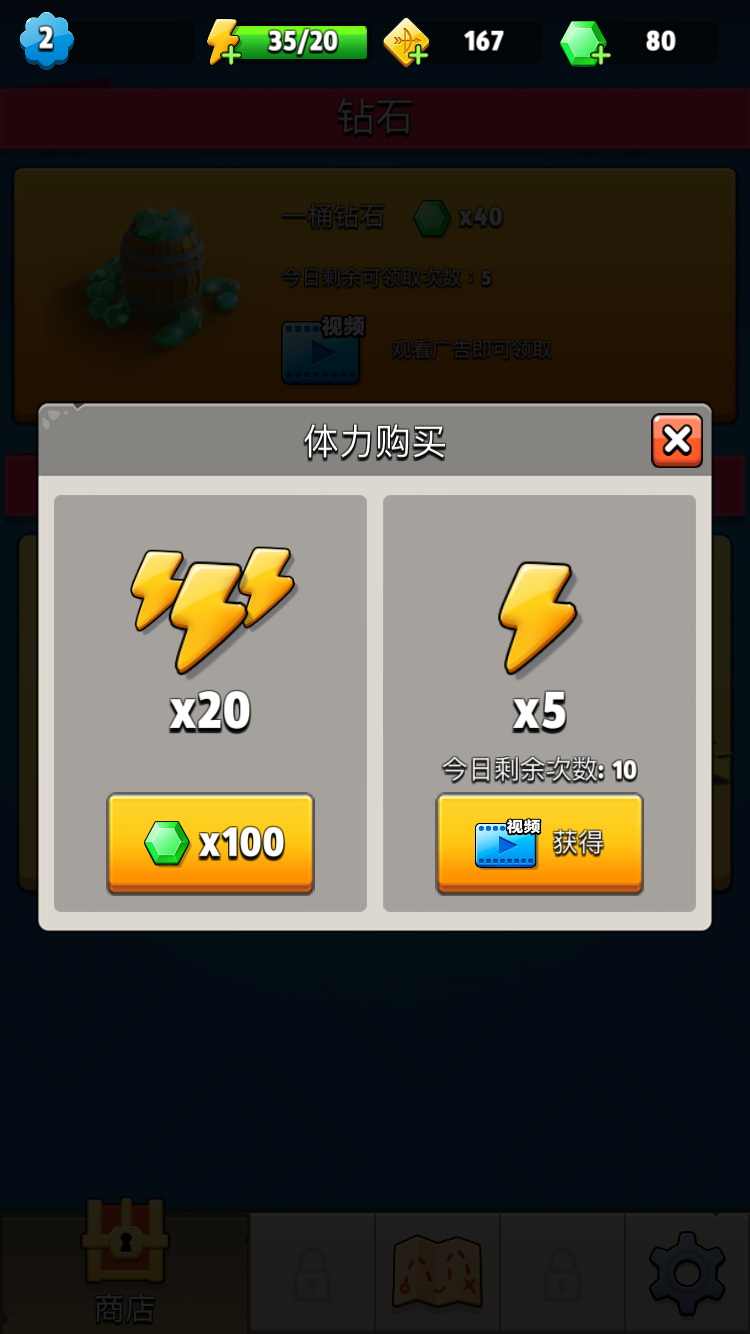 2
35/20
167
80
钻石
一桶钻石 x40
今日剩余可领取次数：5
视频
观看广告即可领取
体力购买
x20
x5
今日剩余次数: 10
x100
视频
获得
商店